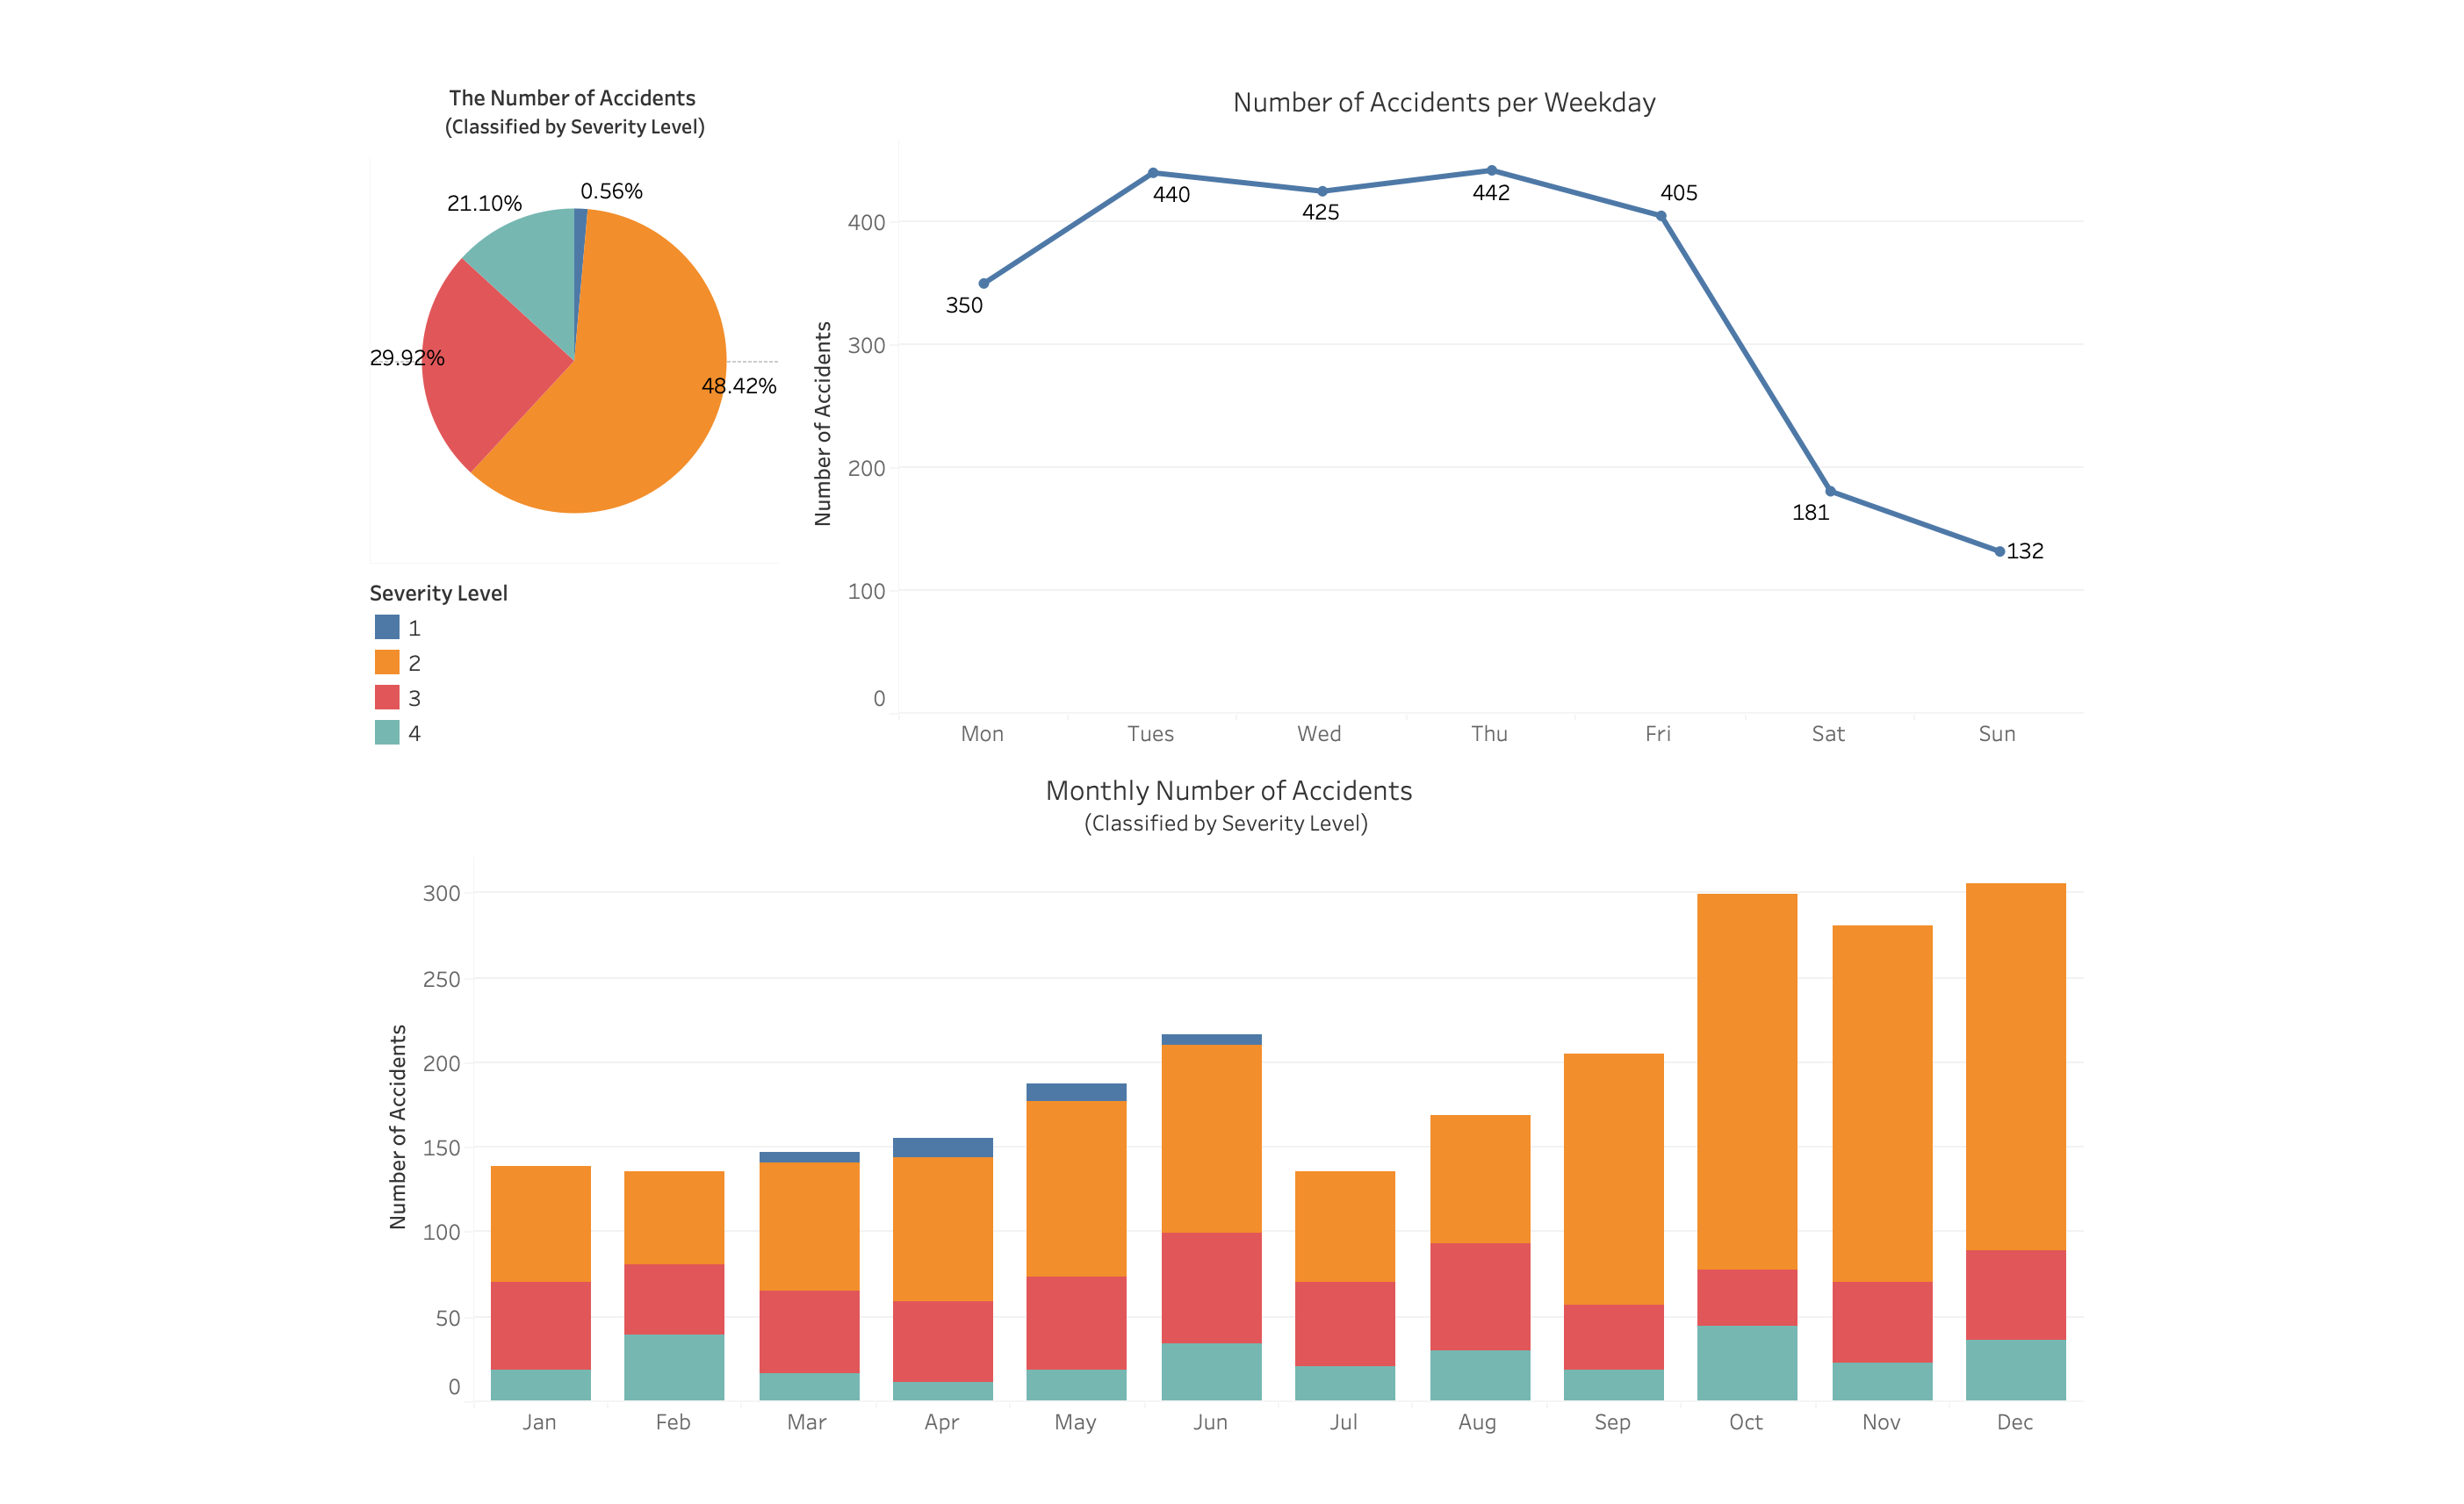 The Number of Accidents
(Classified by Severity Level)
0.56%
21.10%
29.92%
48.42%
Severity Level
1
2
3
4
Number of Accidents per Weekday
Number of Accidents
400
300
200
100
0
350
440
425
442
405
181
132
Mon Tues Wed Thu Fri Sat Sun
Monthly Number of Accidents
(Classified by Severity Level)
Number of Accidents
300
250
200
150
100
50
0
Jan Feb Mar Apr May Jun Jul Aug Sep Oct Nov Dec